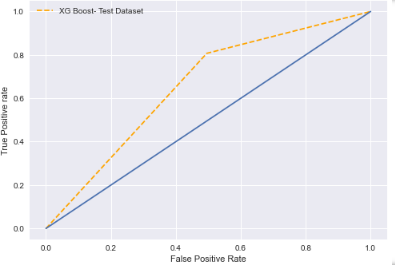 XG Boost- Test Dataset
1.0
0.8
0.6
0.4
0.2
0.0
True Positive rate
0.0 0.2 0.4 0.6 0.8 1.0
False Positive Rate